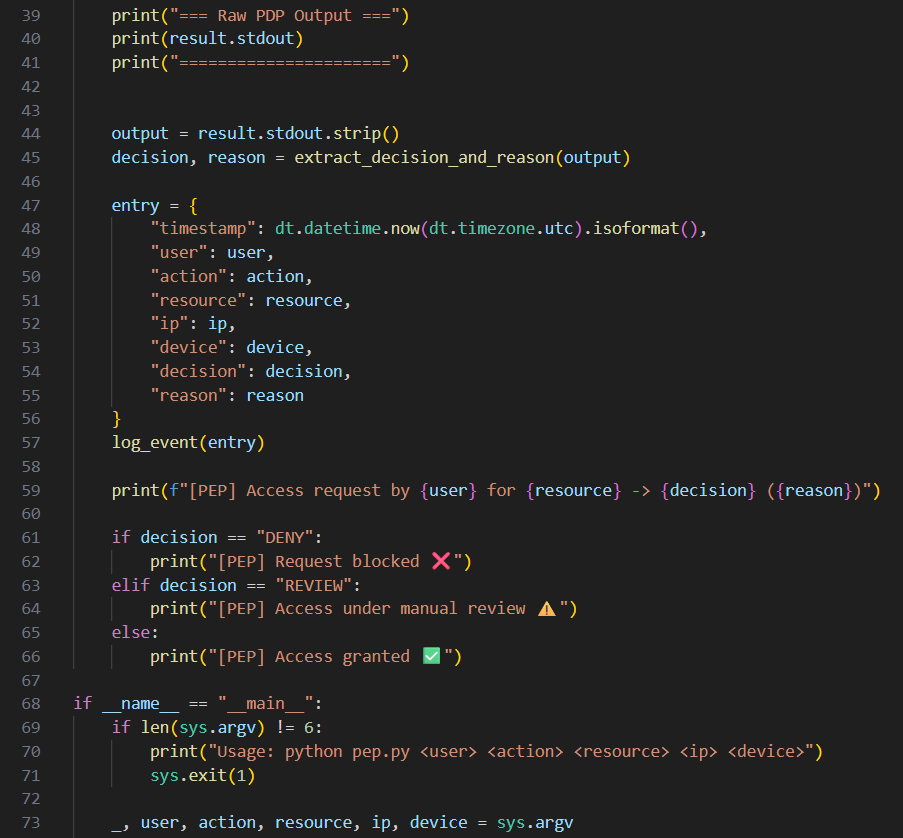 39 print("=== Raw PDP Output ===")
40 print(result.stdout)
41 print("======================")
42
43
44 output = result.stdout.strip()
45 decision, reason = extract_decision_and_reason(output)
46
47 entry = {
48 "timestamp": dt.datetime.now(dt.timezone.utc).isoformat(),
49 "user": user,
50 "action": action,
51 "resource": resource,
52 "ip": ip,
53 "device": device,
54 "decision": decision,
55 "reason": reason
56 }
57 log_event(entry)
58
59 print(f"[PEP] Access request by {user} for {resource} -> {decision} ({reason})")
60
61 if decision == "DENY":
62 print("[PEP] Request blocked ❌")
63 elif decision == "REVIEW":
64 print("[PEP] Access under manual review ⚠️")
65 else:
66 print("[PEP] Access granted ✅")
67
68 if __name__ == "__main__":
69 if len(sys.argv) != 6:
70 print("Usage: python pep.py <user> <action> <resource> <ip> <device>")
71 sys.exit(1)
72
73 _, user, action, resource, ip, device = sys.argv